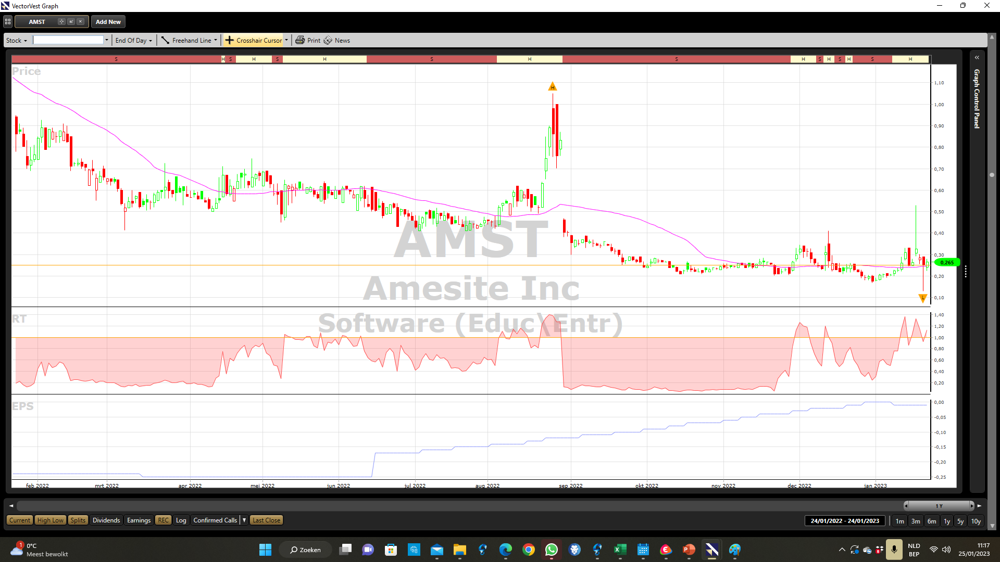 VectorVest Graph
AMST Add New
Stock End Of Day Freehand Line Crosshair Cursor Print News
S H S H S H S H S H S H S H S H
Price
H
1,10
1,00
0,90
0,80
0,70
0,60
0,50
0,40
0,30
0,265
0,20
0,10
L
AMST
Amesite Inc
Software (Educ\Entr)
RT
1,40
1,20
1,00
0,80
0,60
0,40
0,20
EPS
0,00
-0,05
-0,10
-0,15
-0,20
-0,25
feb 2022 mrt 2022 apr 2022 mei 2022 jun 2022 jul 2022 aug 2022 sep 2022 okt 2022 nov 2022 dec 2022 jan 2023
Graph Control Panel
1 Y
Current High Low Splits Dividends Earnings REC Log Confirmed Calls Last Close 24/01/2022 - 24/01/2023 1m 3m 6m 1y 5y 10y
1
0°C
Meest bewolkt
Zoeken
NLD
BEP
11:17
25/01/2023